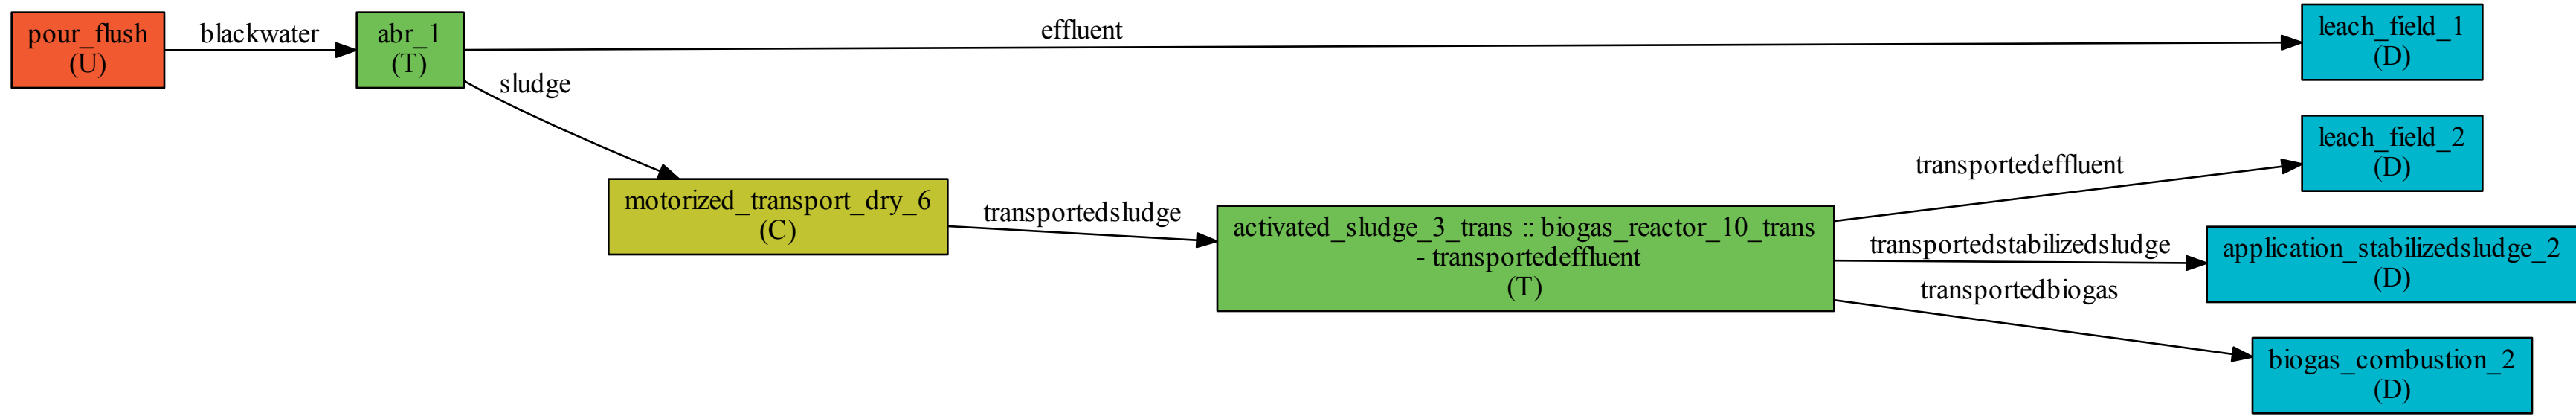 pour_flush
(U)
blackwater
abr_1
(T)
effluent
sludge
leach_field_1
(D)
motorized_transport_dry_6
(C)
transportedsludge
activated_sludge_3_trans :: biogas_reactor_10_trans
- transportedeffluent
(T)
transportedeffluent
leach_field_2
(D)
transportedstabilizedsludge
application_stabilizedsludge_2
(D)
transportedbiogas
biogas_combustion_2
(D)